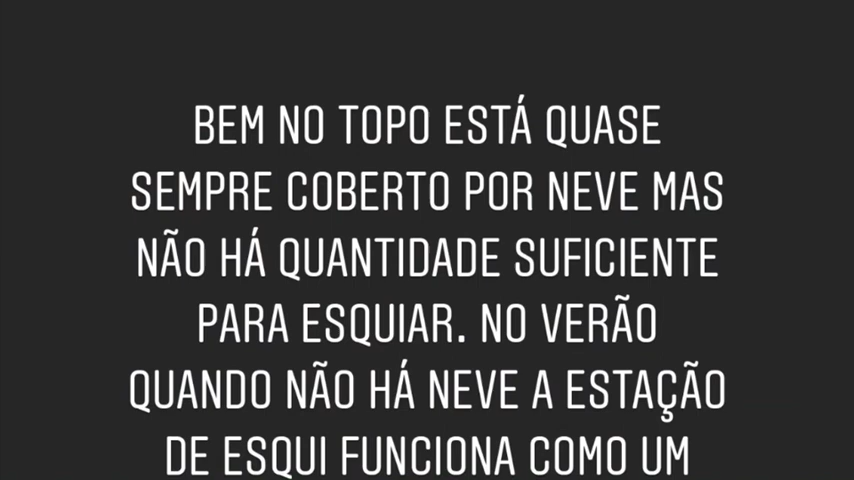 BEM NO TOPO ESTÁ QUASE
SEMPRE COBERTO POR NEVE MAS
NÃO HÁ QUANTIDADE SUFICIENTE
PARA ESQUIAR. NO VERÃO
QUANDO NÃO HÁ NEVE A ESTAÇÃO
DE ESQUI FUNCIONA COMO UM